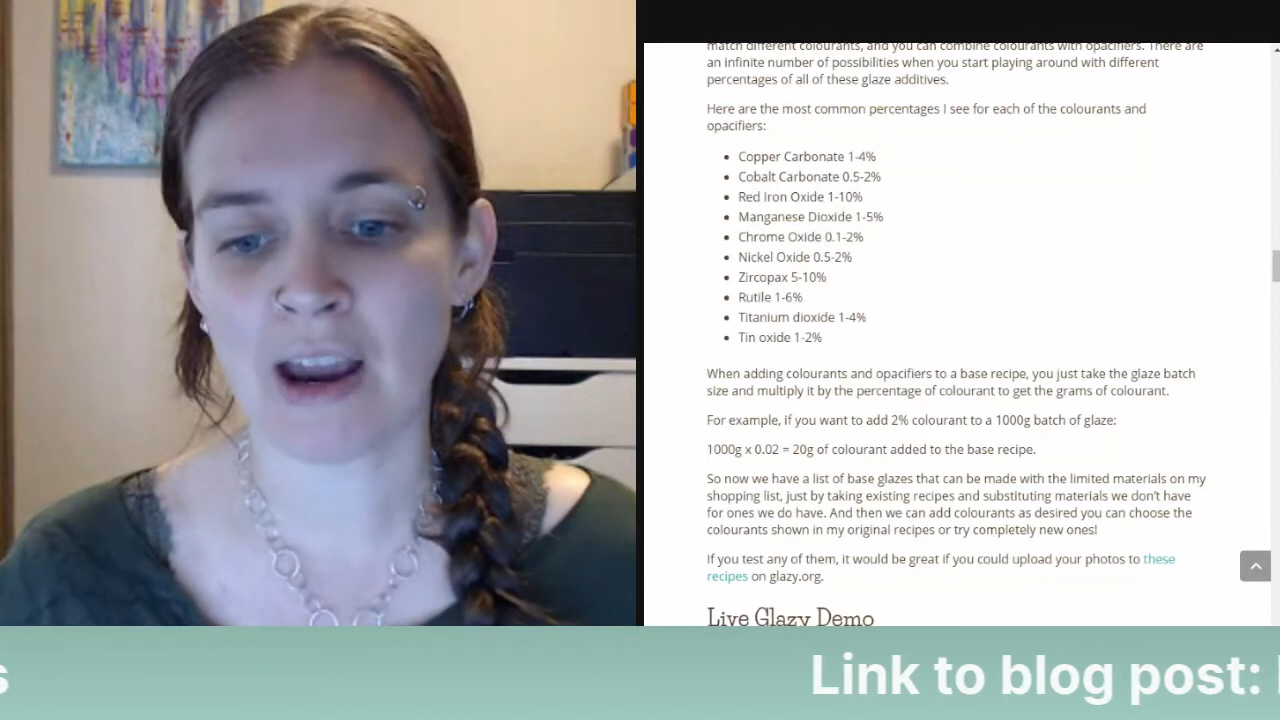 match different colourants, and you can combine colourants with opacifiers. There are
an infinite number of possibilities when you start playing around with different
percentages of all of these glaze additives.
Here are the most common percentages I see for each of the colourants and
opacifiers:
Copper Carbonate 1-4%
Cobalt Carbonate 0.5-2%
Red Iron Oxide 1-10%
Manganese Dioxide 1-5%
Chrome Oxide 0.1-2%
Nickel Oxide 0.5-2%
Zircopax 5-10%
Rutile 1-6%
Titanium dioxide 1-4%
Tin oxide 1-2%
When adding colourants and opacifiers to a base recipe, you just take the glaze batch
size and multiply it by the percentage of colourant to get the grams of colourant.
For example, if you want to add 2% colourant to a 1000g batch of glaze:
1000g x 0.02 = 20g of colourant added to the base recipe.
So now we have a list of base glazes that can be made with the limited materials on my
shopping list, just by taking existing recipes and substituting materials we don't have
for ones we do have. And then we can add colourants as desired you can choose the
colourants shown in my original recipes or try completely new ones!
If you test any of them, it would be great if you could upload your photos to these
recipes on glazy.org.
Live Glazy Demo
s Link to blog post: